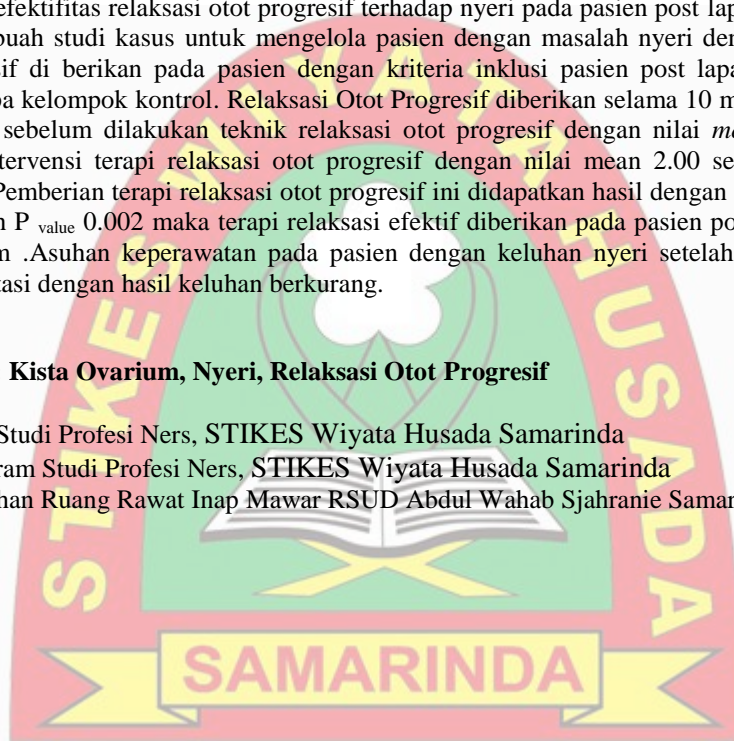 efektifitas relaksasi otot progresif terhadap nyeri pada pasien post lap
buah studi kasus untuk mengelola pasien dengan masalah nyeri den
sif di berikan pada pasien dengan kriteria inklusi pasien post lapa
pa kelompok kontrol. Relaksasi Otot Progresif diberikan selama 10 m
sebelum dilakukan teknik relaksasi otot progresif dengan nilai me
tervensi terapi relaksasi otot progresif dengan nilai mean 2.00 se
Pemberian terapi relaksasi otot progresif ini didapatkan hasil dengan
n P value 0.002 maka terapi relaksasi efektif diberikan pada pasien po
m .Asuhan keperawatan pada pasien dengan keluhan nyeri setelah
tasi dengan hasil keluhan berkurang.
Kista Ovarium, Nyeri, Relaksasi Otot Progresif
Studi Profesi Ners, STIKES Wiyata Husada Samarinda
ram Studi Profesi Ners, STIKES Wiyata Husada Samarinda
han Ruang Rawat Inap Mawar RSUD Abdul Wahab Sjahranie Samar
STIKES WIYATA HUSADA
SAMARINDA